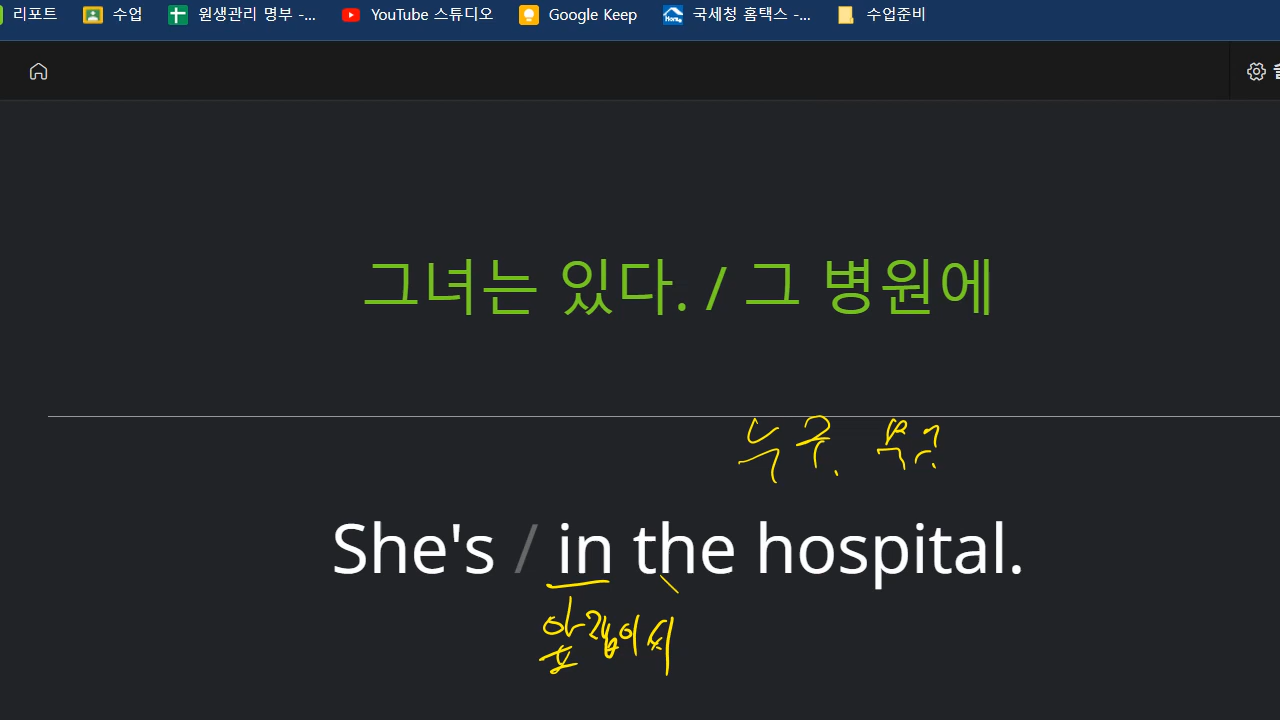 리포트 수업 원생관리 명부 -... YouTube 스튜디오 Google Keep 국세청 홈택스 -... 수업준비
그녀는 있다. / 그 병원에
누구. 무?
She's / in the hospital.